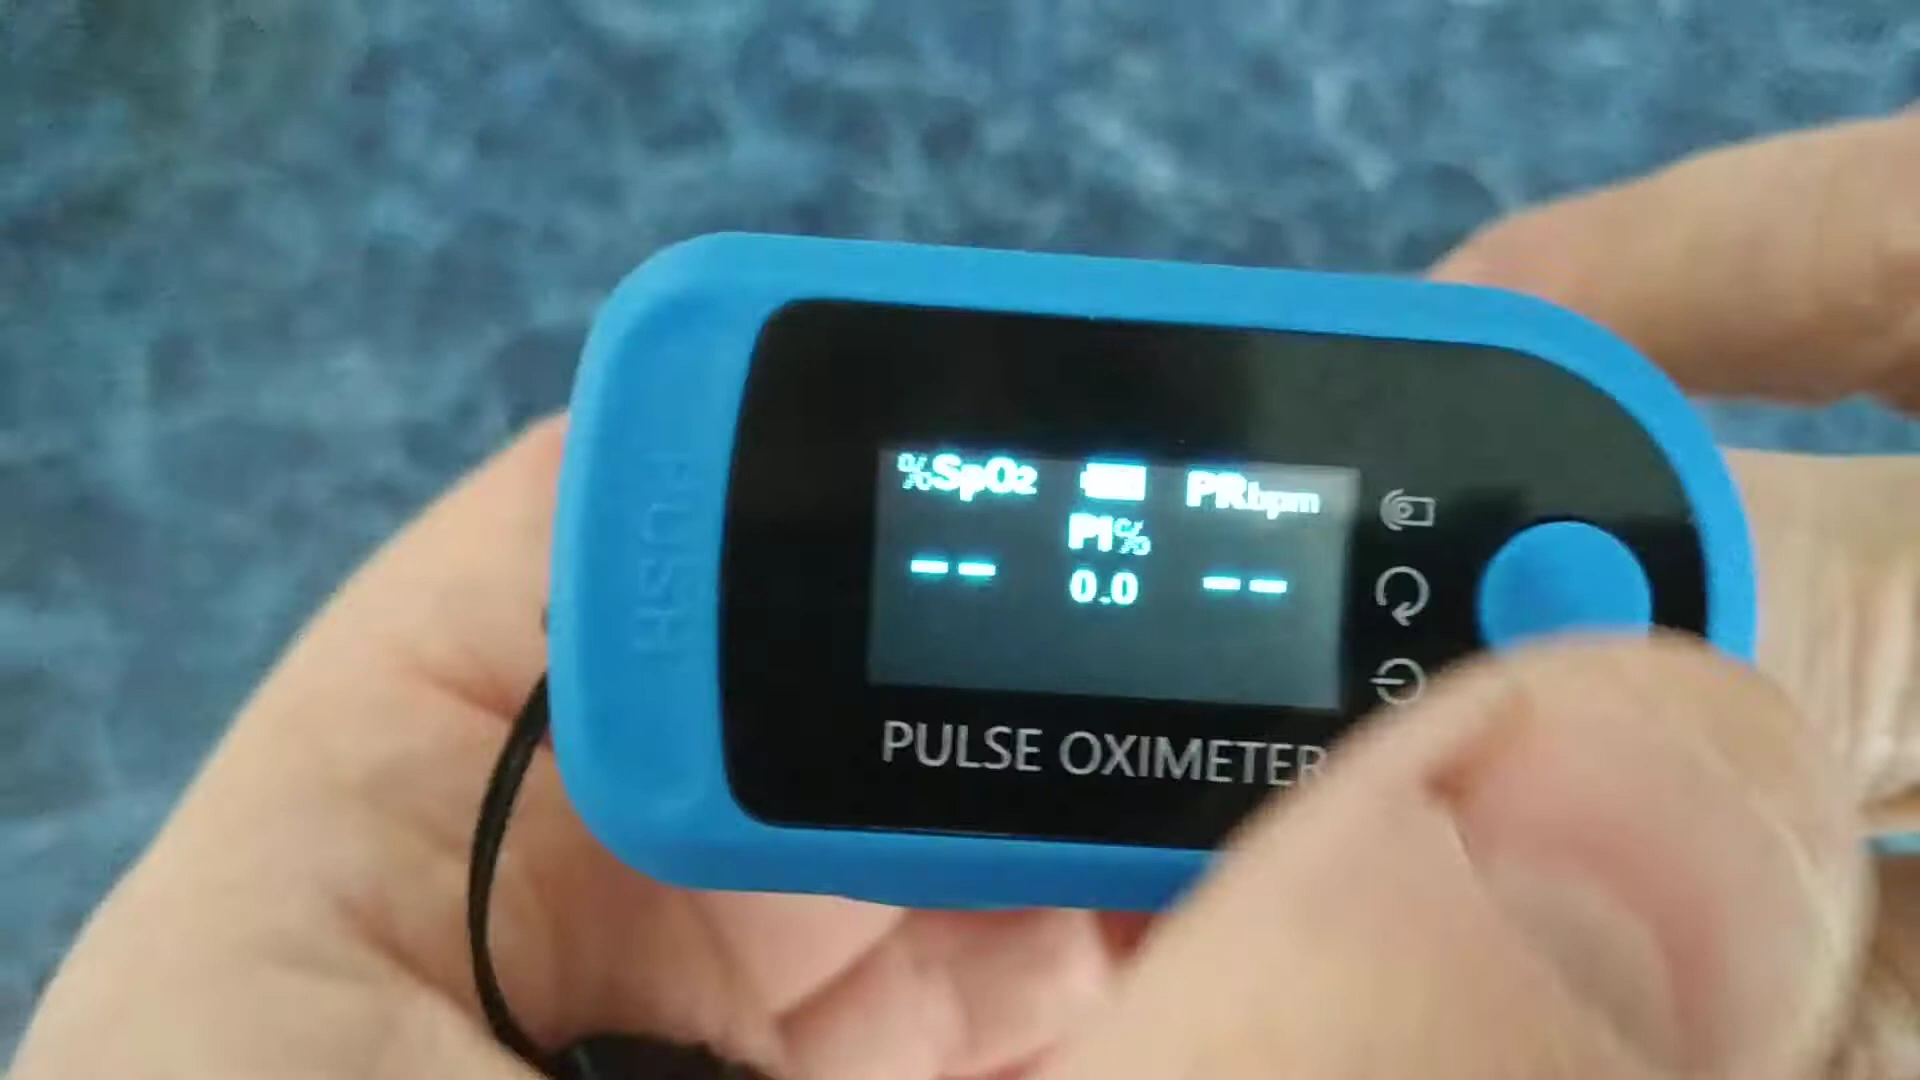 %SpO2 PRbpm
PI%
-- 0.0 --
PULSE OXIMETER
PUSH